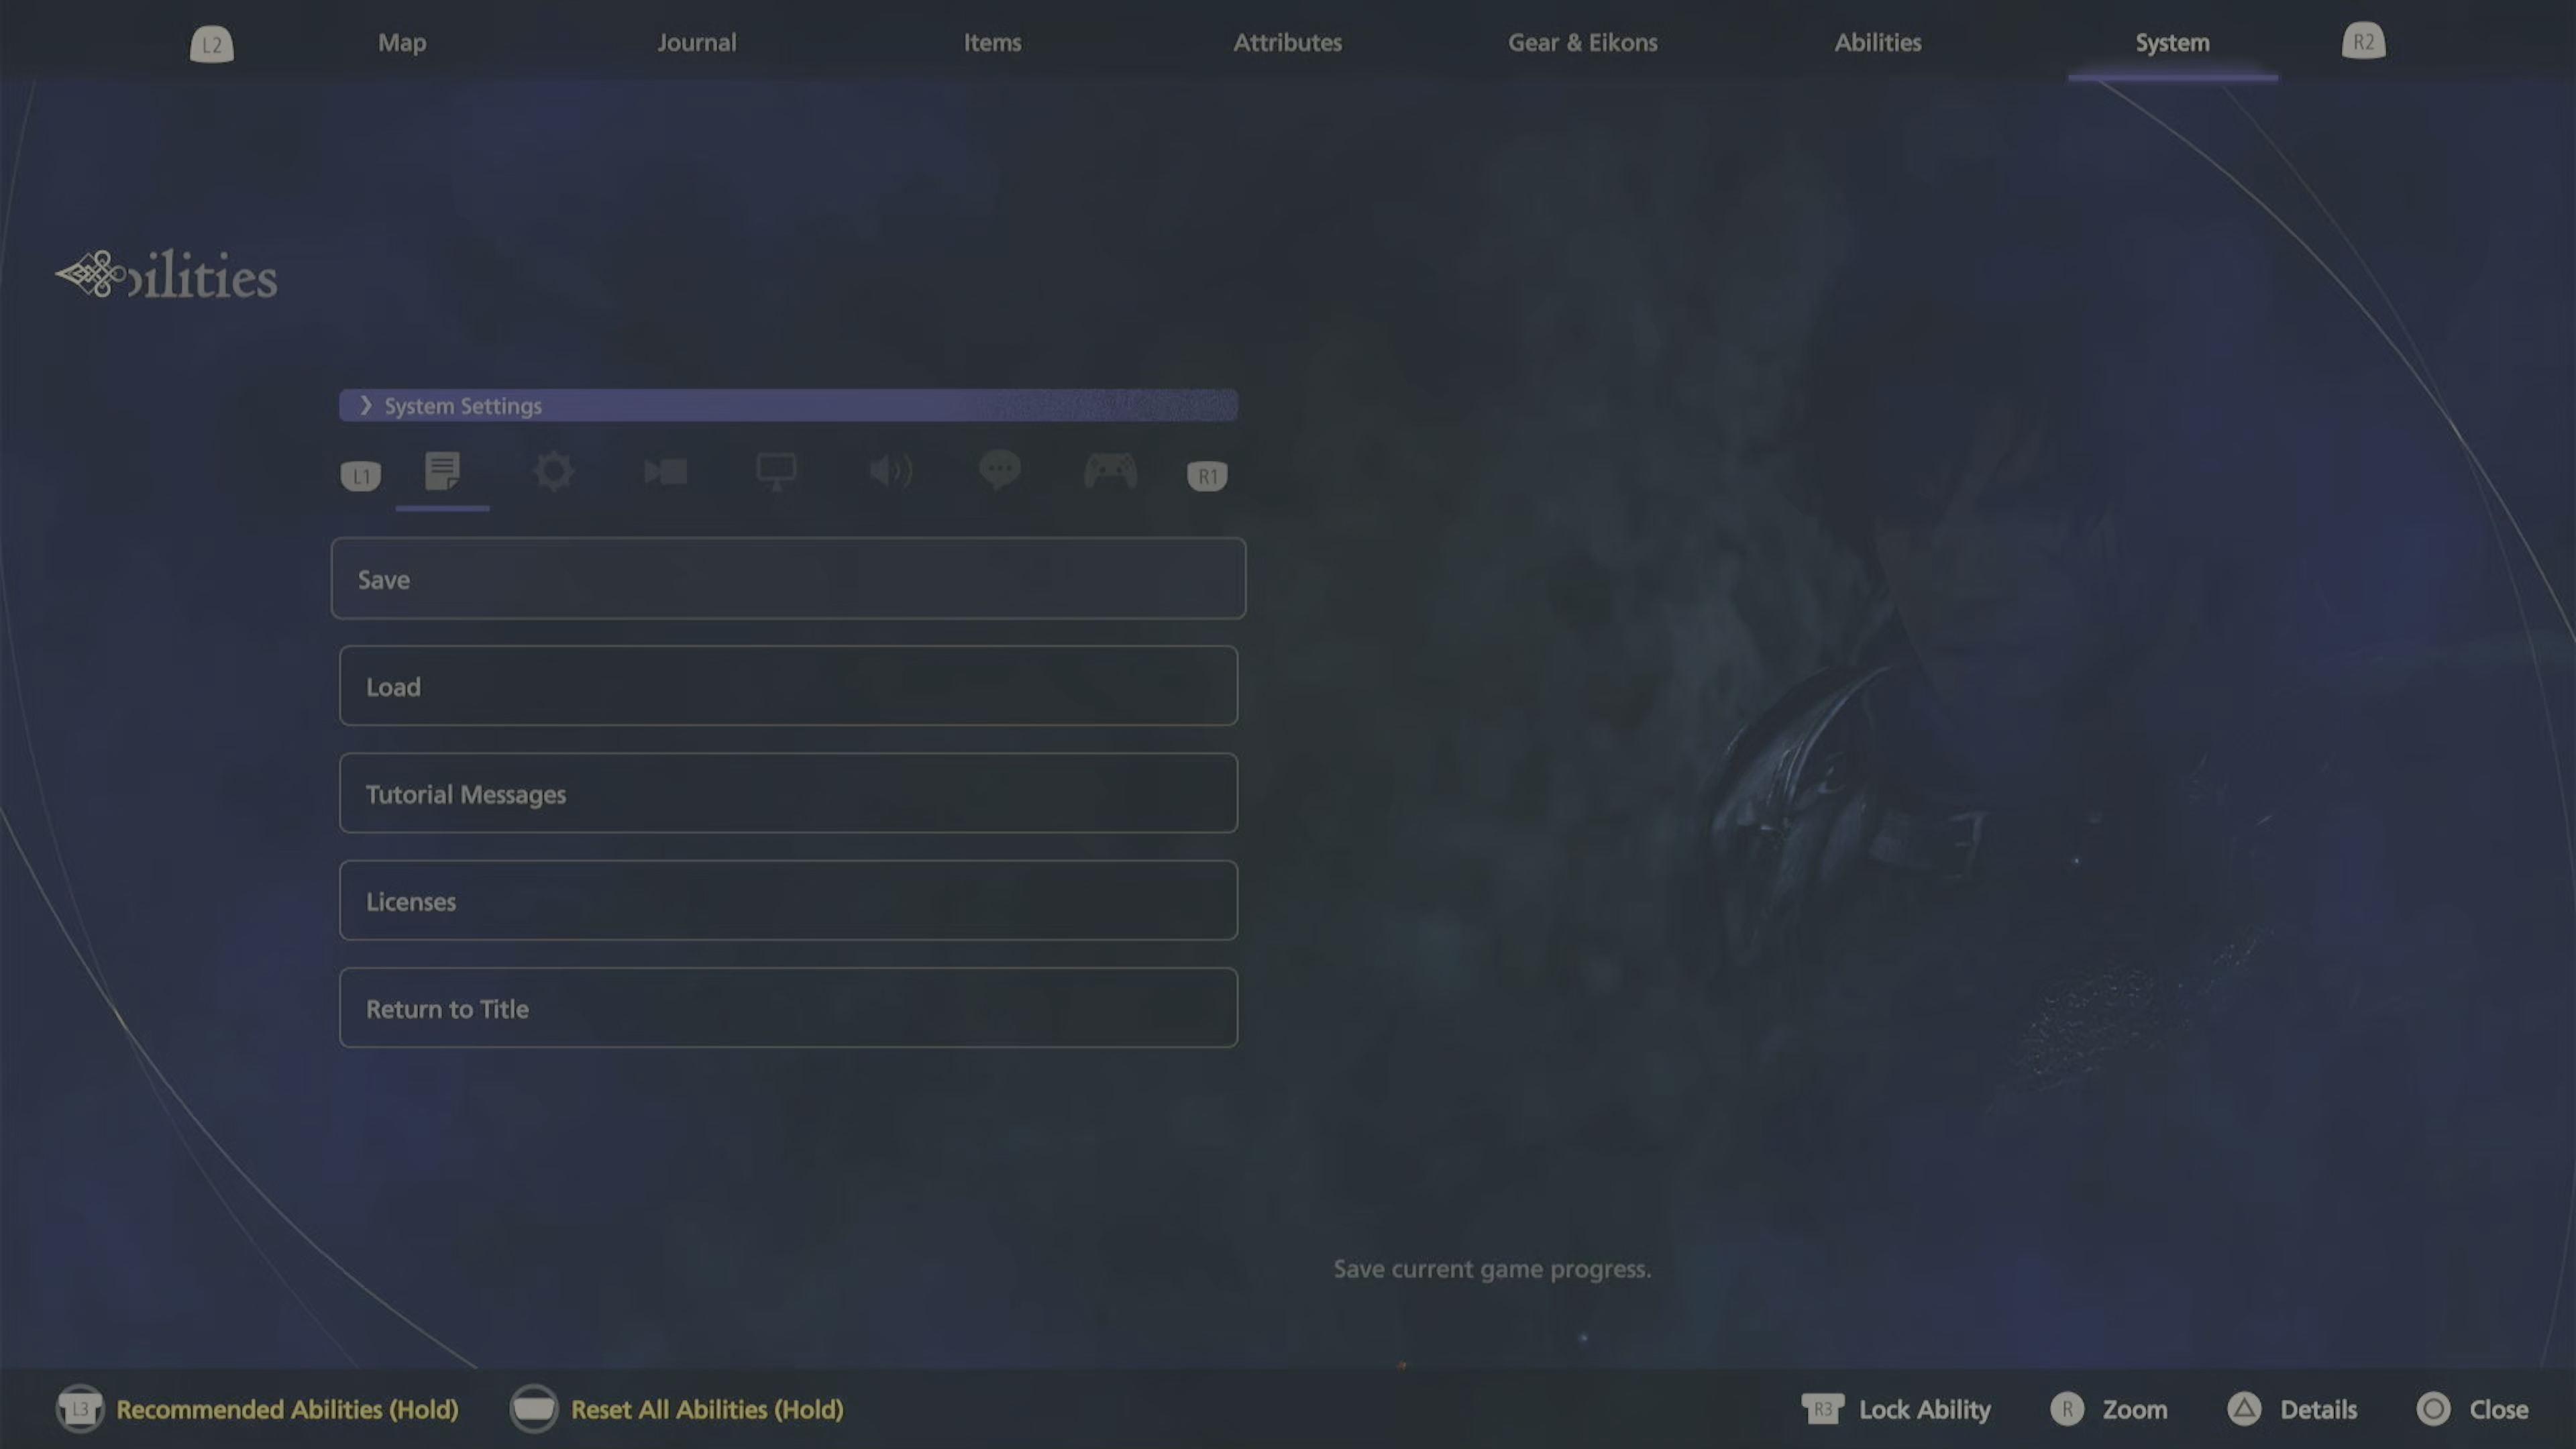 L2 Map Journal Items Attributes Gear & Eikons Abilities System R2
bilities
System Settings
L1 R1
Save
Load
Tutorial Messages
Licenses
Return to Title
Save current game progress.
L3 Recommended Abilities (Hold) Reset All Abilities (Hold) R3 Lock Ability R Zoom Details Close